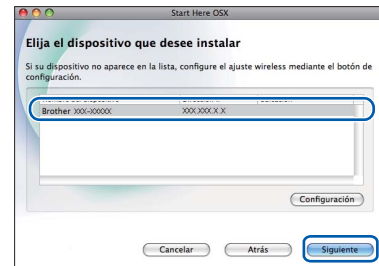 Start Here OSX
Elija el dispositivo que desee instalar
Si su dispositivo no aparece en la lista, configure el ajuste wireless mediante el botón de
configuración.
Brother XXX-XXXXX XXX.XXX.X.X
Configuración
Cancelar Atrás Siguiente